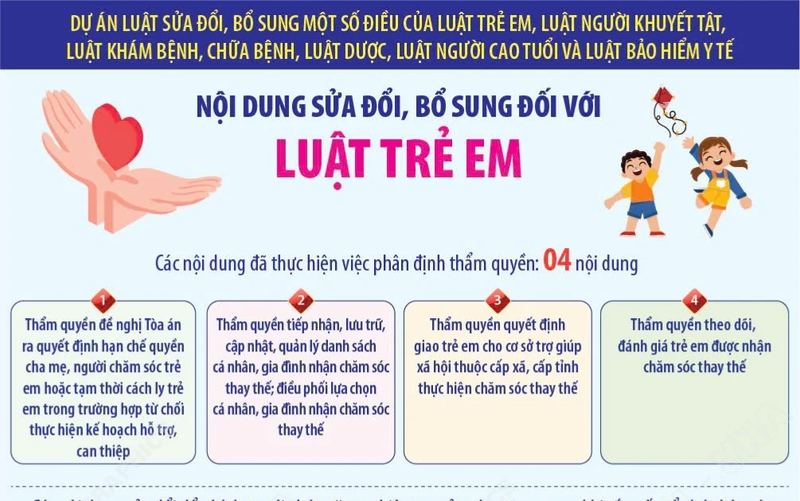 DỰ ÁN LUẬT SỬA ĐỔI, BỔ SUNG MỘT SỐ ĐIỀU CỦA LUẬT TRẺ EM, LUẬT NGƯỜI KHUYẾT TẬT,
LUẬT KHÁM BỆNH, CHỮA BỆNH, LUẬT DƯỢC, LUẬT NGƯỜI CAO TUỔI VÀ LUẬT BẢO HIỂM Y TẾ
NỘI DUNG SỬA ĐỔI, BỔ SUNG ĐỐI VỚI
LUẬT TRẺ EM
Các nội dung đã thực hiện việc phân định thẩm quyền: 04 nội dung
1
Thẩm quyền đề nghị Tòa án
ra quyết định hạn chế quyền
cha mẹ, người chăm sóc trẻ
em hoặc tạm thời cách ly trẻ
em trong trường hợp từ chối
thực hiện kế hoạch hỗ trợ,
can thiệp
2
Thẩm quyền tiếp nhận, lưu trữ,
cập nhật, quản lý danh sách
cá nhân, gia đình nhận chăm sóc
thay thế; điều phối lựa chọn
cá nhân, gia đình nhận chăm sóc
thay thế
3
Thẩm quyền quyết định
giao trẻ em cho cơ sở trợ giúp
xã hội thuộc cấp xã, cấp tỉnh
thực hiện chăm sóc thay thế
4
Thẩm quyền theo dõi,
đánh giá trẻ em được nhận
chăm sóc thay thế